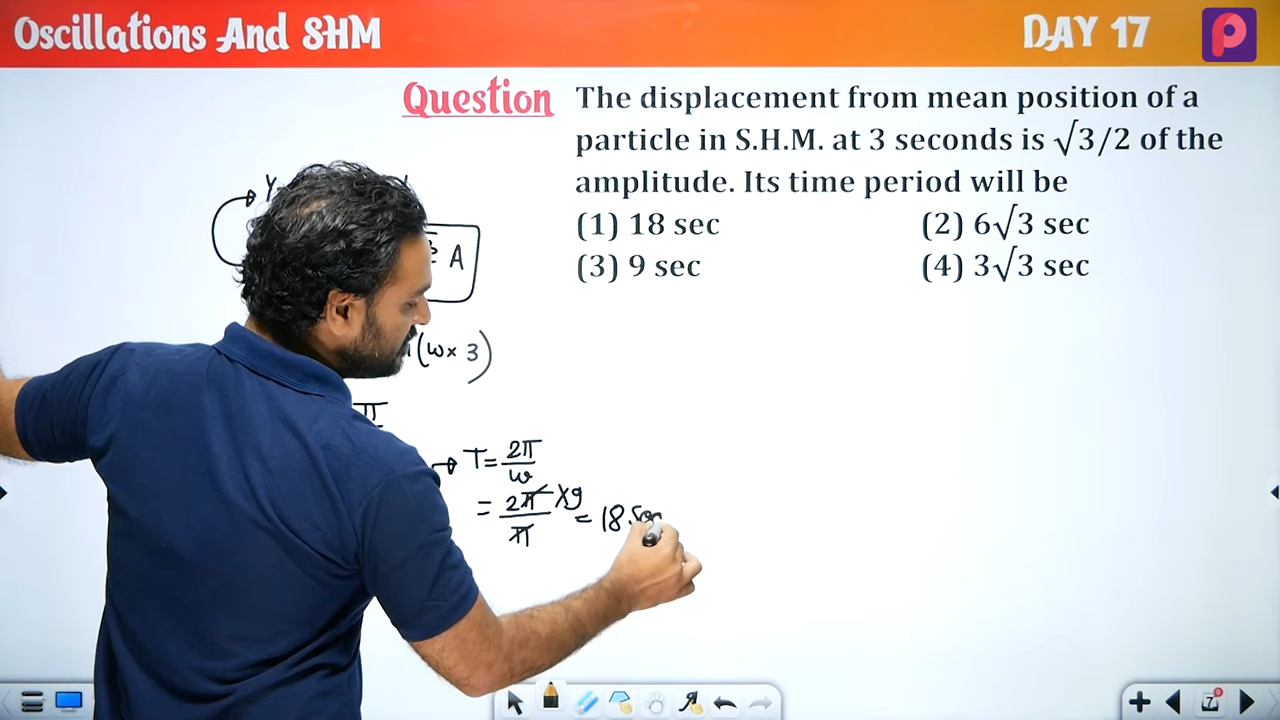 Oscillations And SHM
DAY 17
Question The displacement from mean position of a
particle in S.H.M. at 3 seconds is √3/2 of the
amplitude. Its time period will be
(1) 18 sec (2) 6√3 sec
(3) 9 sec (4) 3√3 sec
A
(w× 3)
π
T = 2π/w
= 2π/π × 9 = 18